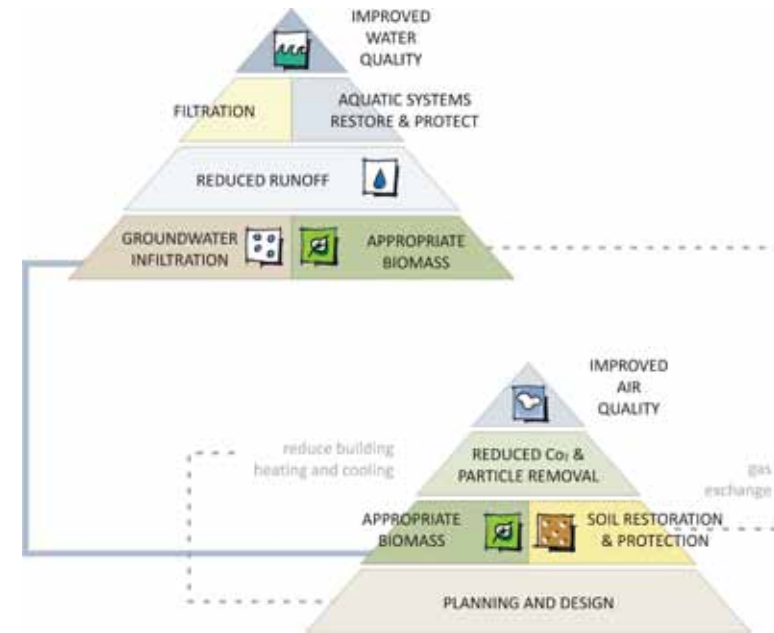 IMPROVED
WATER
QUALITY
FILTRATION
AQUATIC SYSTEMS
RESTORE & PROTECT
REDUCED RUNOFF
GROUNDWATER
INFILTRATION
APPROPRIATE
BIOMASS
IMPROVED
AIR
QUALITY
reduce building
heating and cooling
REDUCED Co₂ &
PARTICLE REMOVAL
gas
exchange
APPROPRIATE
BIOMASS
SOIL RESTORATION
& PROTECTION
PLANNING AND DESIGN